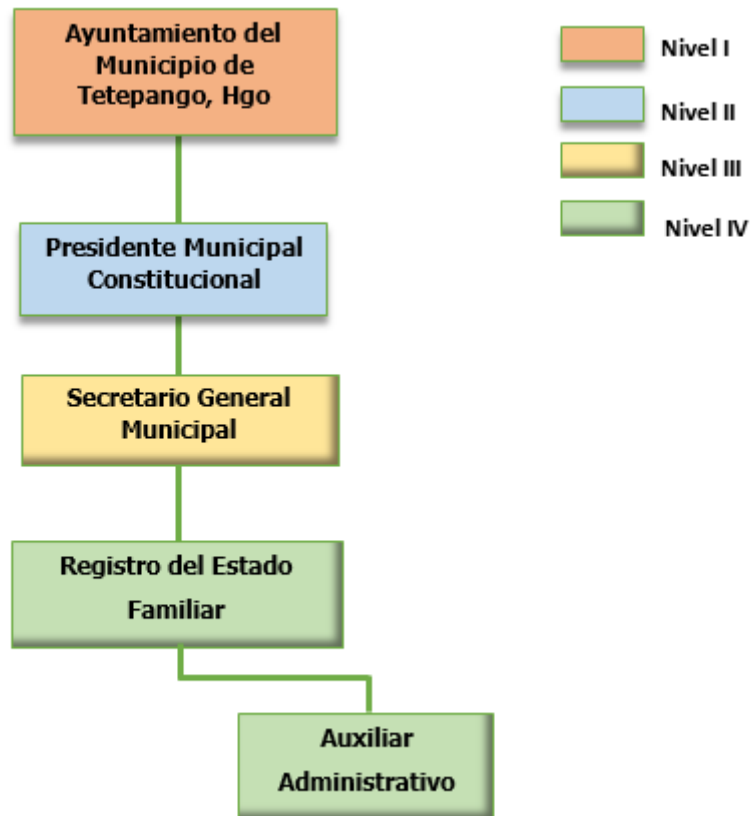 Ayuntamiento del
Municipio de
Tetepango, Hgo
Nivel I
Nivel II
Nivel III
Nivel IV
Presidente Municipal
Constitucional
Secretario General
Municipal
Registro del Estado
Familiar
Auxiliar
Administrativo